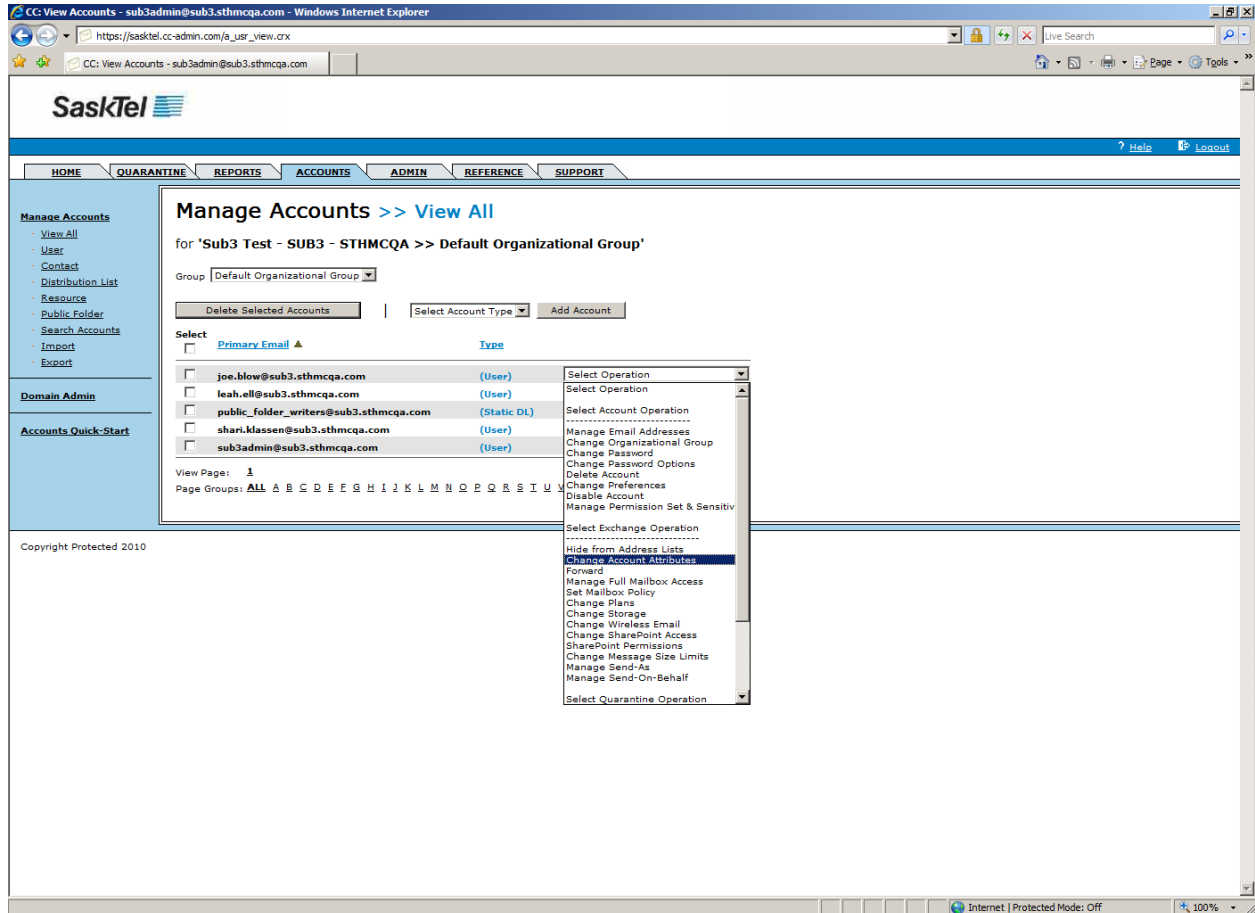 CC: View Accounts - sub3admin@sub3.sthmcqa.com - Windows Internet Explorer
https://sasktel.cc-admin.com/a_usr_view.crx
Live Search
CC: View Accounts - sub3admin@sub3.sthmcqa.com
Page
Tools
»
SaskTel
? Help
Logout
HOME QUARANTINE REPORTS ACCOUNTS ADMIN REFERENCE SUPPORT
Manage Accounts
View All
User
Contact
Distribution List
Resource
Public Folder
Search Accounts
Import
Export
Domain Admin
Accounts Quick-Start
Manage Accounts >> View All
for 'Sub3 Test - SUB3 - STHMCQA >> Default Organizational Group'
Group Default Organizational Group
Delete Selected Accounts | Select Account Type Add Account
Select
Primary Email Type
joe.blow@sub3.sthmcqa.com (User) Select Operation
leah.ell@sub3.sthmcqa.com (User)
public_folder_writers@sub3.sthmcqa.com (Static DL)
shari.klassen@sub3.sthmcqa.com (User)
sub3admin@sub3.sthmcqa.com (User)
View Page: 1
Page Groups: ALL A B C D E F G H I J K L M N O P Q R S T U V
Select Operation
Select Account Operation
----------------------------
Manage Email Addresses
Change Organizational Group
Change Password
Change Password Options
Delete Account
Change Preferences
Disable Account
Manage Permission Set & Sensitiv
Select Exchange Operation
------------------------------
Hide from Address Lists
Change Account Attributes
Forward
Manage Full Mailbox Access
Set Mailbox Policy
Change Plans
Change Storage
Change Wireless Email
Change SharePoint Access
SharePoint Permissions
Change Message Size Limits
Manage Send-As
Manage Send-On-Behalf
Select Quarantine Operation
Copyright Protected 2010
Internet | Protected Mode: Off
100%